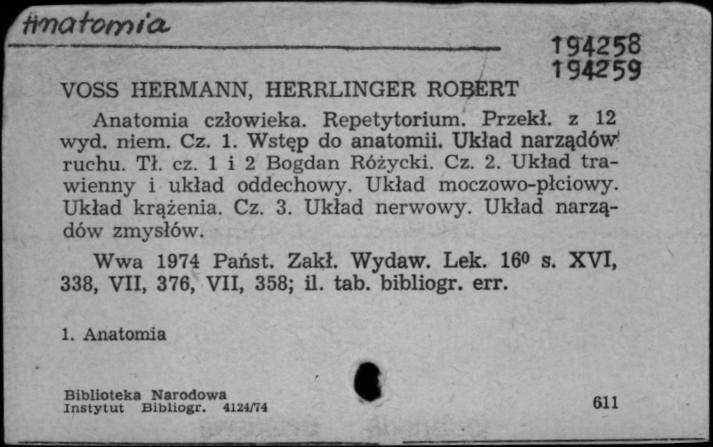 Anatomia
194258
194259
VOSS HERMANN, HERRLINGER ROBERT
Anatomia człowieka. Repetytorium. Przekł. z 12
wyd. niem. Cz. 1. Wstęp do anatomii. Układ narządów
ruchu. Tł. cz. 1 i 2 Bogdan Różycki. Cz. 2. Układ tra-
wienny i układ oddechowy. Układ moczowo-płciowy.
Układ krążenia. Cz. 3. Układ nerwowy. Układ narzą-
dów zmysłów.
Wwa 1974 Państ. Zakł. Wydaw. Lek. 16⁰ s. XVI,
338, VII, 376, VII, 358; il. tab. bibliogr. err.
1. Anatomia
Biblioteka Narodowa
Instytut Bibliogr. 4124/74
611